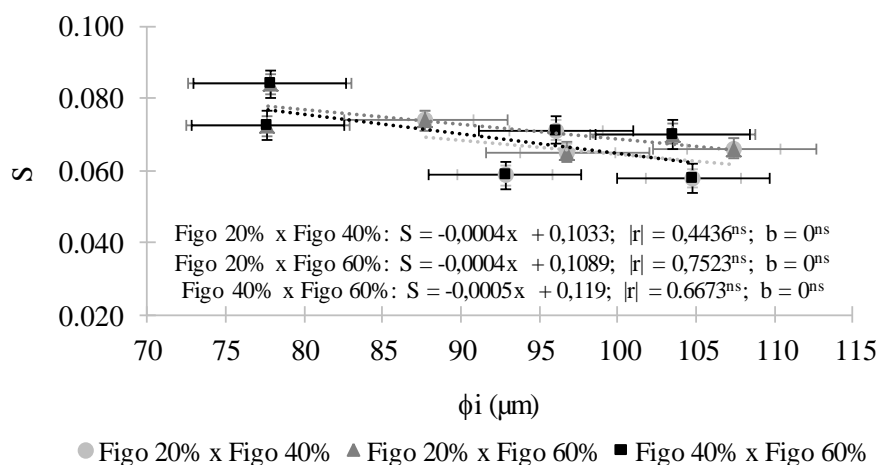 0.100
0.080
0.060
0.040
0.020
0.000
S
Figo 20% x Figo 40%: S = -0,0004x + 0,1033; |r| = 0,4436ns; b = 0ns
Figo 20% x Figo 60%: S = -0,0004x + 0,1089; |r| = 0,7523ns; b = 0ns
Figo 40% x Figo 60%: S = -0,0005x + 0,119; |r| = 0.6673ns; b = 0ns
70 75 80 85 90 95 100 105 110 115
ϕi (µm)
Figo 20% x Figo 40% Figo 20% x Figo 60% Figo 40% x Figo 60%